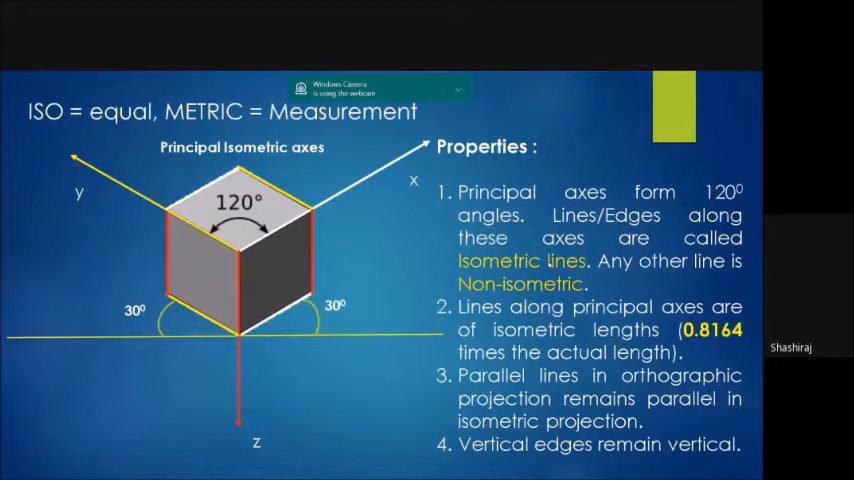 Windows Camera
is using the webcam
ISO = equal, METRIC = Measurement
Principal Isometric axes
y
x
120°
30⁰
30⁰
z
Properties :
1. Principal axes form 120⁰
angles. Lines/Edges along
these axes are called
Isometric lines. Any other line is
Non-isometric.
2. Lines along principal axes are
of isometric lengths (0.8164
times the actual length).
3. Parallel lines in orthographic
projection remains parallel in
isometric projection.
4. Vertical edges remain vertical.
Shashiraj